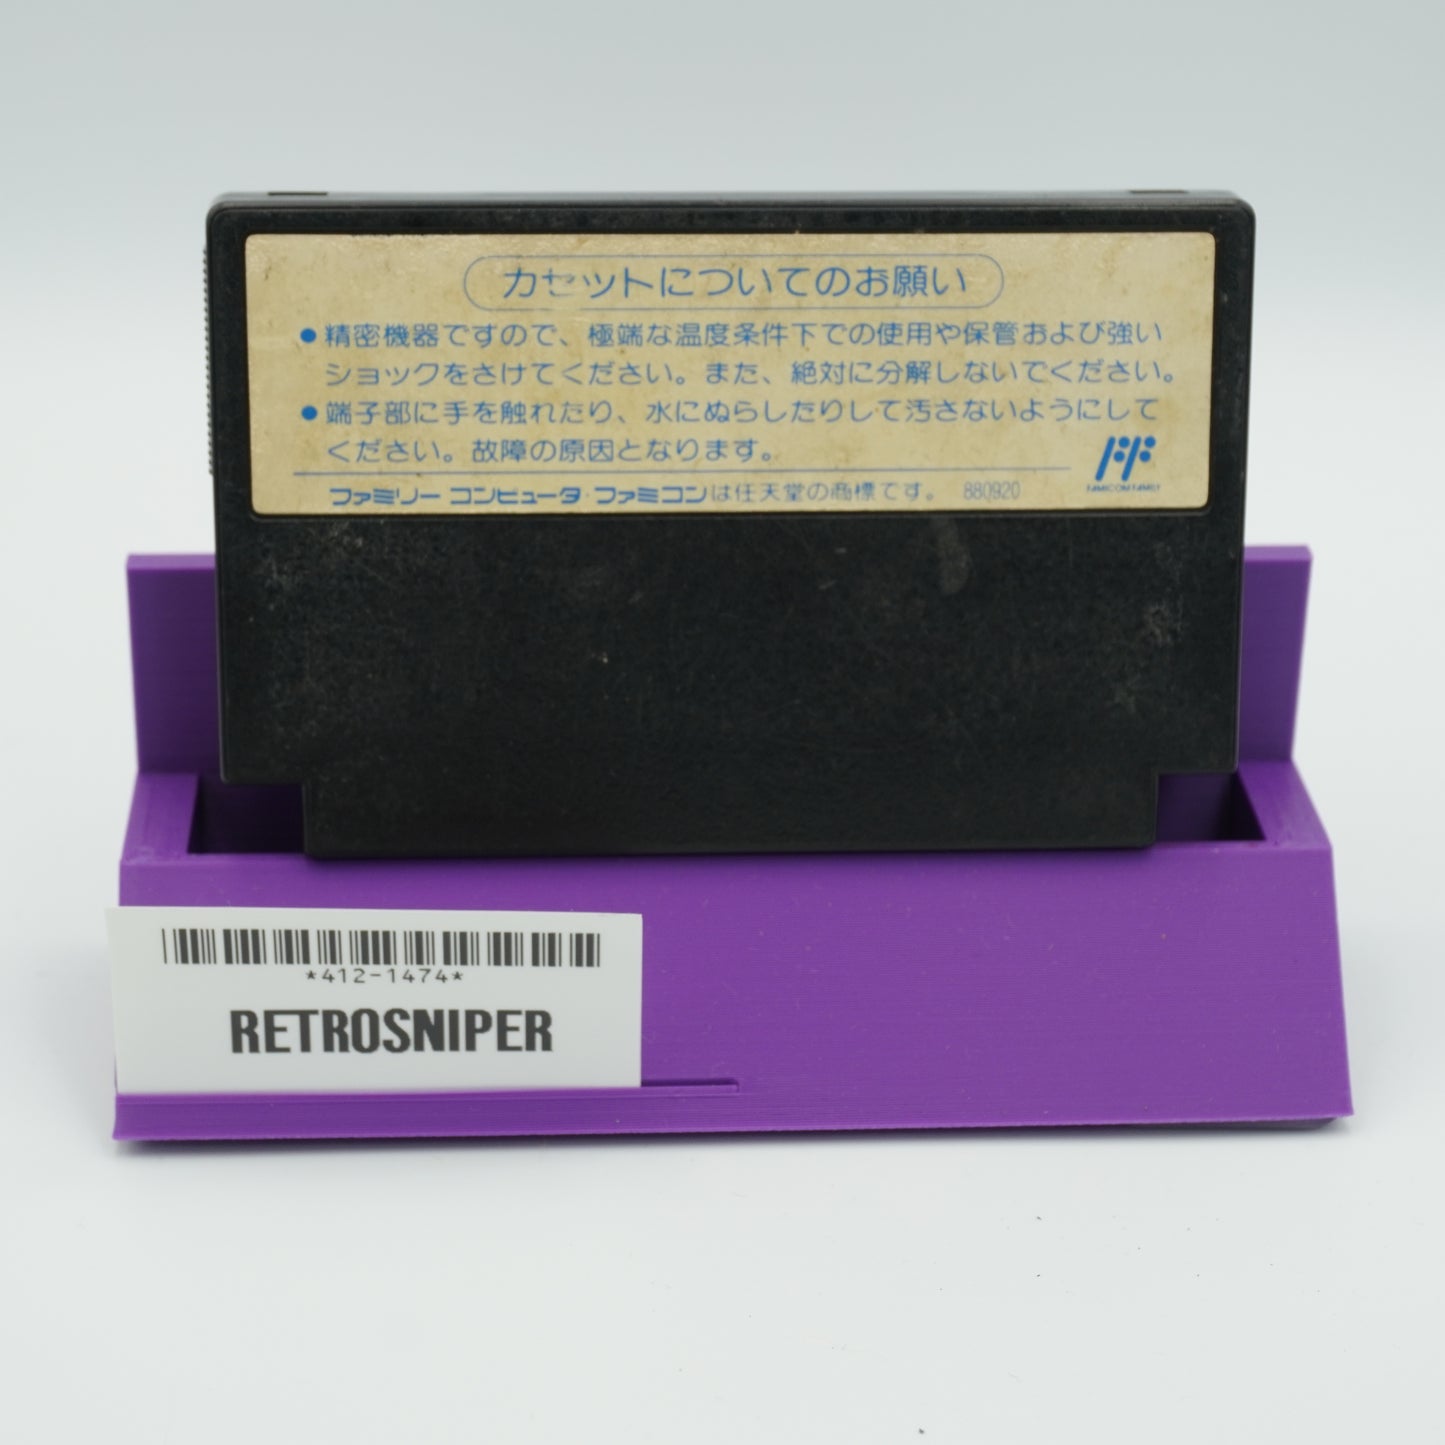 カセットについてのお願い
●精密機器ですので、極端な温度条件下での使用や保管および強い
ショックをさけてください。また、絶対に分解しないでください。
●端子部に手を触れたり、水にぬらしたりして汚さないようにして
ください。故障の原因となります。
FF
FAMICOM FAMILY
ファミリー コンピュータ・ファミコンは任天堂の商標です。 880920
*412-1474*
RETROSNIPER